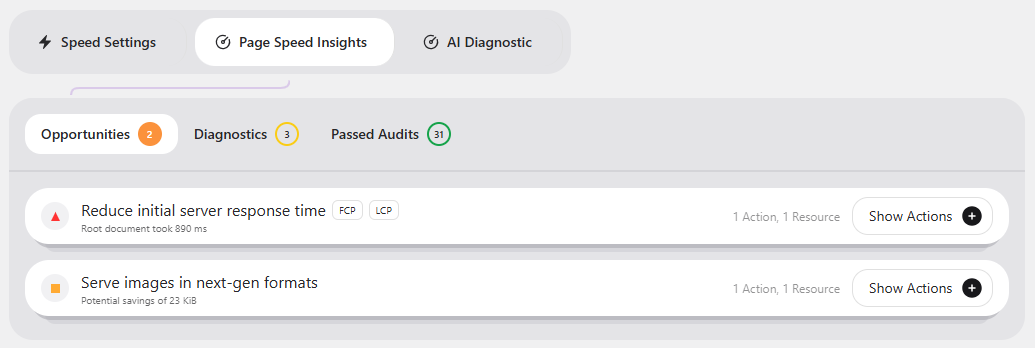 Speed Settings
Page Speed Insights
AI Diagnostic
Opportunities 2
Diagnostics 3
Passed Audits 31
Reduce initial server response time FCP LCP
Root document took 890 ms
1 Action, 1 Resource
Show Actions
Serve images in next-gen formats
Potential savings of 23 KiB
1 Action, 1 Resource
Show Actions